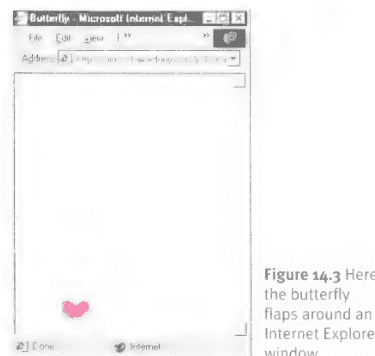 Butterfly - Microsoft Internet Expl...
File Edit View »  »
Address
Done Internet
Figure 14.3 Here
the butterfly
flaps around an
Internet Explore
window